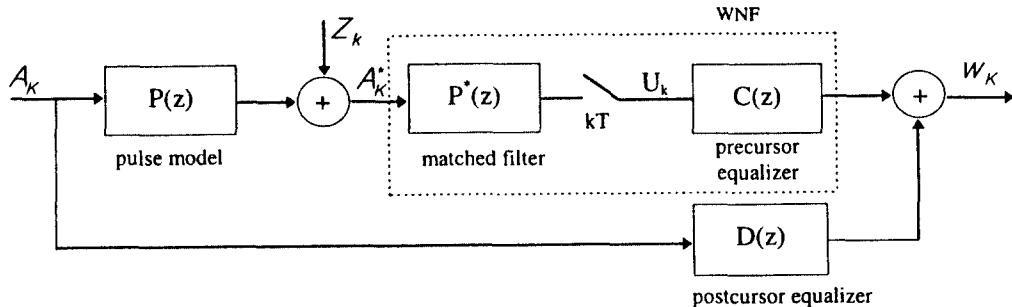 WNF
Z_k
A_K
P(z)
+
A_K^*
P^*(z)
U_k
kT
C(z)
+
W_K
pulse model
matched filter
precursor
equalizer
D(z)
postcursor equalizer